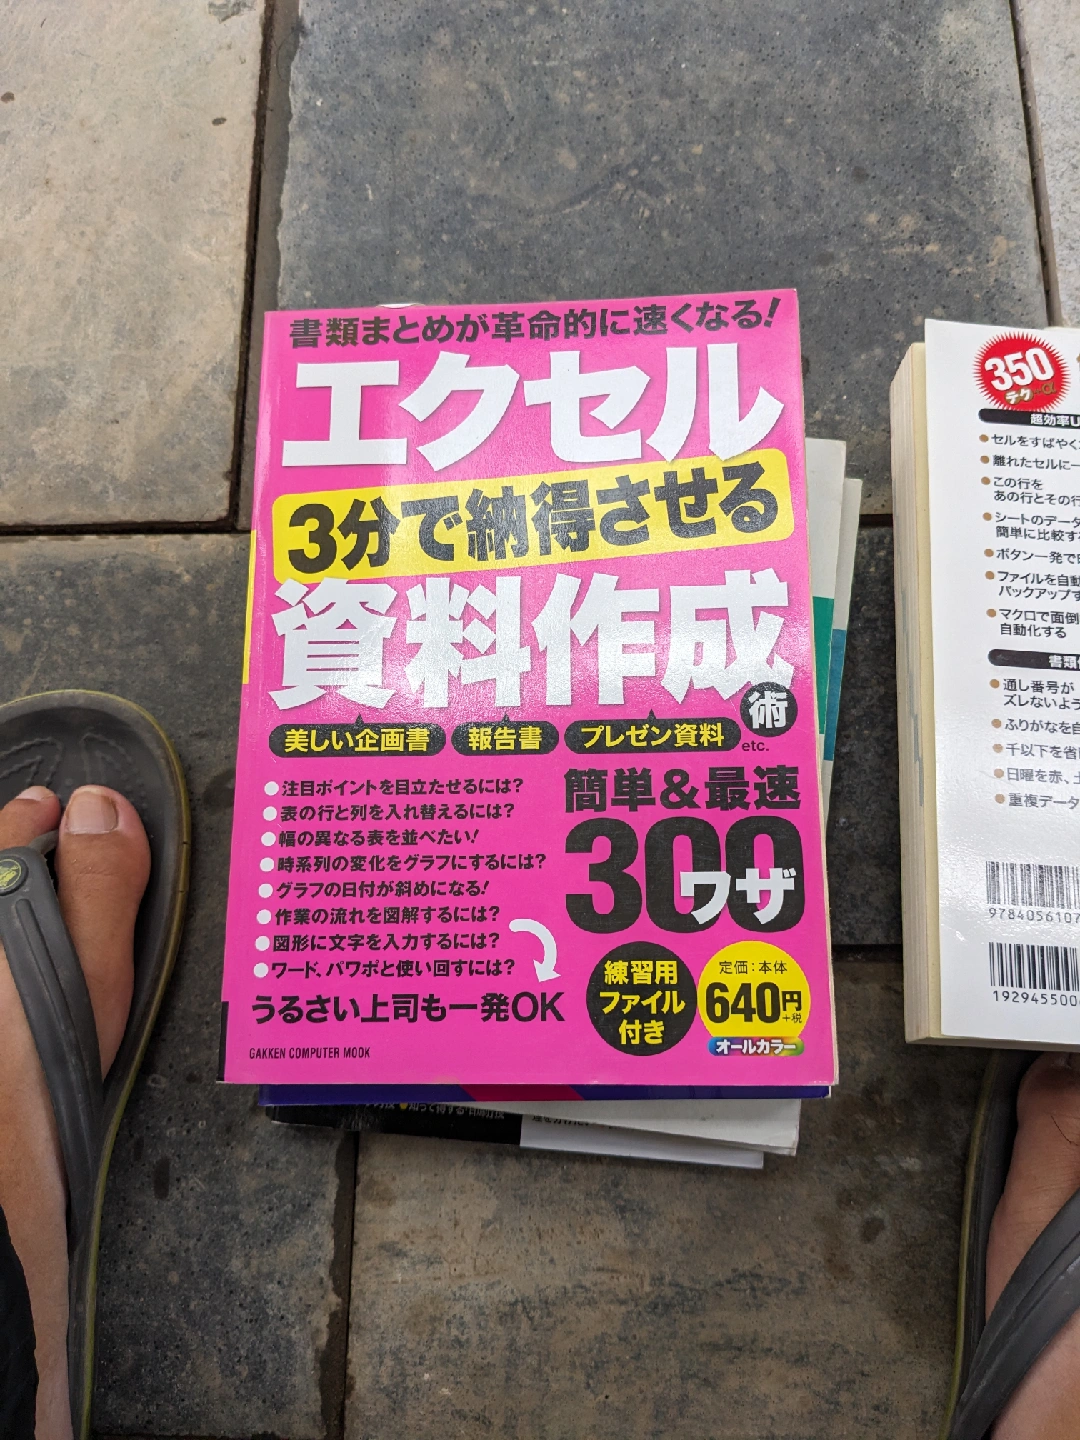 書類まとめが革命的に速くなる!
エクセル
3分で納得させる
資料作成術
美しい企画書 報告書 プレゼン資料 etc.
注目ポイントを目立たせるには?
表の行と列を入れ替えるには?
幅の異なる表を並べたい!
時系列の変化をグラフにするには?
グラフの日付が斜めになる!
作業の流れを図解するには?
図形に文字を入力するには?
ワード、パワポと使い回すには?
うるさい上司も一発OK
簡単&最速
300ワザ
練習用
ファイル
付き
定価:本体
640円
+税
オールカラー
GAKKEN COMPUTER MOOK
350
テク+α
超効率
セルをすばやく
離れたセルに一
この行を
あの行とその行
シートのデータ
簡単に比較する
ボタン一発で
ファイルを自動
バックアップ
マクロで面倒
自動化する
書類
通し番号が
ズレないよう
ふりがなを自
千以下を省
日曜を赤、土
重複データ
978405610
192945500